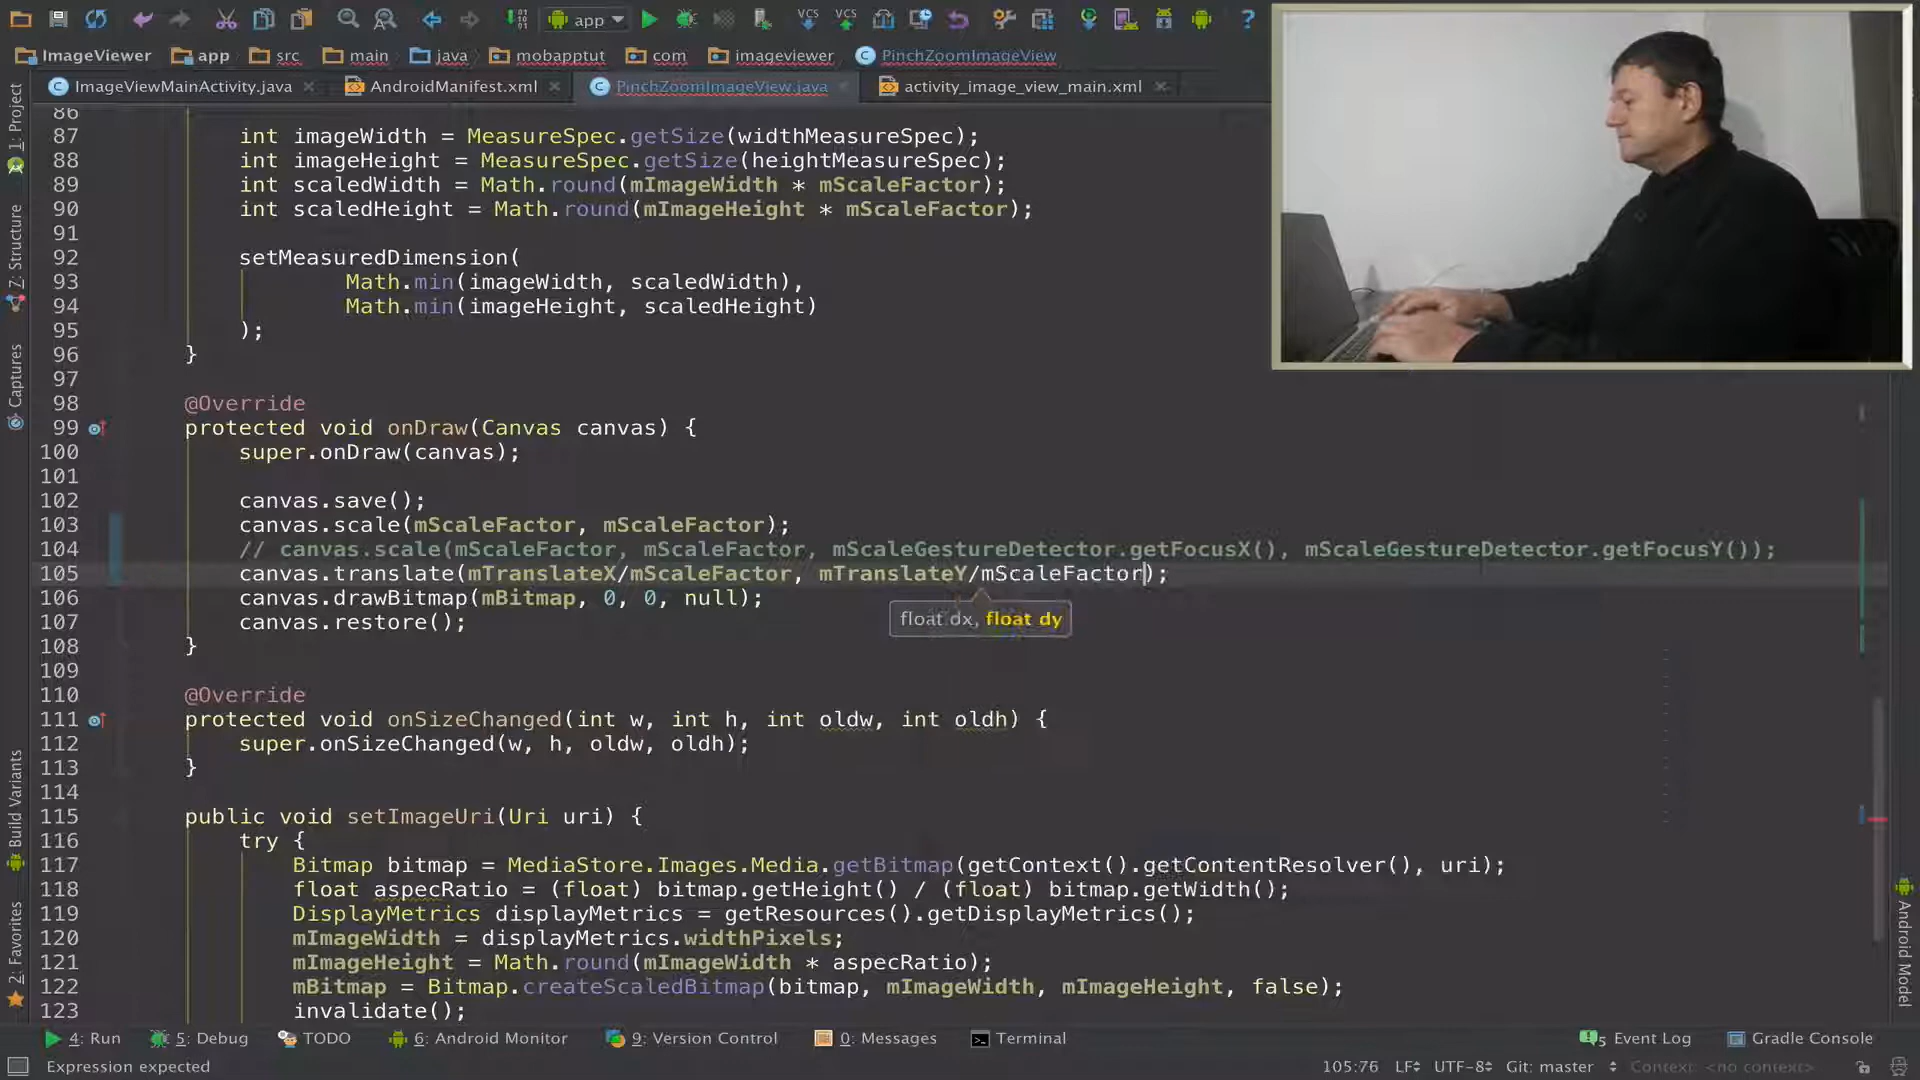 app
VCS
VCS
?
ImageViewer app src main java mobapptut com imageviewer PinchZoomImageView
ImageViewMainActivity.java AndroidManifest.xml PinchZoomImageView.java activity_image_view_main.xml
1: Project
7: Structure
Captures
Build Variants
2: Favorites
86
87 int imageWidth = MeasureSpec.getSize(widthMeasureSpec);
88 int imageHeight = MeasureSpec.getSize(heightMeasureSpec);
89 int scaledWidth = Math.round(mImageWidth * mScaleFactor);
90 int scaledHeight = Math.round(mImageHeight * mScaleFactor);
91
92 setMeasuredDimension(
93 Math.min(imageWidth, scaledWidth),
94 Math.min(imageHeight, scaledHeight)
95 );
96 }
97
98 @Override
99 protected void onDraw(Canvas canvas) {
100 super.onDraw(canvas);
101
102 canvas.save();
103 canvas.scale(mScaleFactor, mScaleFactor);
104 // canvas.scale(mScaleFactor, mScaleFactor, mScaleGestureDetector.getFocusX(), mScaleGestureDetector.getFocusY());
105 canvas.translate(mTranslateX/mScaleFactor, mTranslateY/mScaleFactor);
106 canvas.drawBitmap(mBitmap, 0, 0, null);
float dx, float dy
107 canvas.restore();
108 }
109
110 @Override
111 protected void onSizeChanged(int w, int h, int oldw, int oldh) {
112 super.onSizeChanged(w, h, oldw, oldh);
113 }
114
115 public void setImageUri(Uri uri) {
116 try {
117 Bitmap bitmap = MediaStore.Images.Media.getBitmap(getContext().getContentResolver(), uri);
118 float aspecRatio = (float) bitmap.getHeight() / (float) bitmap.getWidth();
119 DisplayMetrics displayMetrics = getResources().getDisplayMetrics();
120 mImageWidth = displayMetrics.widthPixels;
121 mImageHeight = Math.round(mImageWidth * aspecRatio);
122 mBitmap = Bitmap.createScaledBitmap(bitmap, mImageWidth, mImageHeight, false);
123 invalidate();
Android Model
4: Run 5: Debug TODO 6: Android Monitor 9: Version Control 0: Messages Terminal 5 Event Log Gradle Console
Expression expected 105:76 LF UTF-8 Git: master Context: <no context>